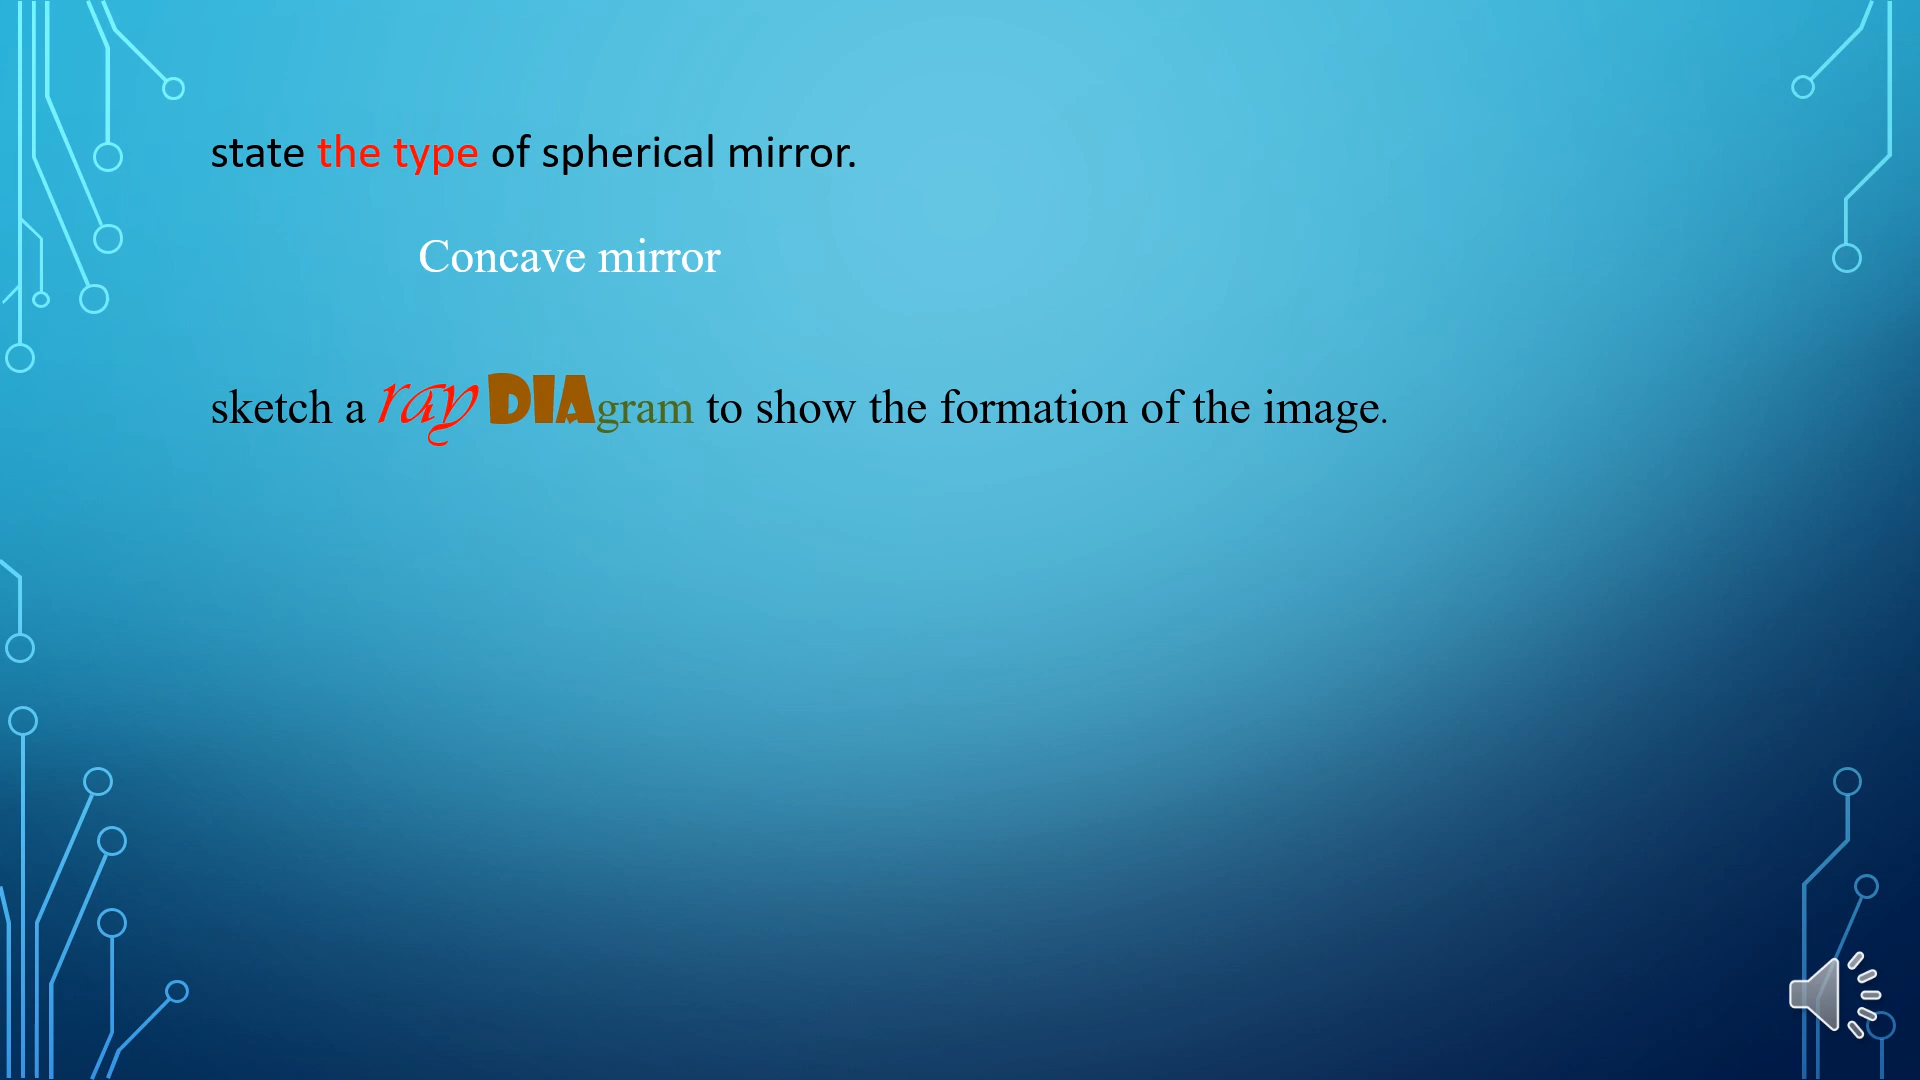 state the type of spherical mirror.
Concave mirror
sketch a ray DIAgram to show the formation of the image.